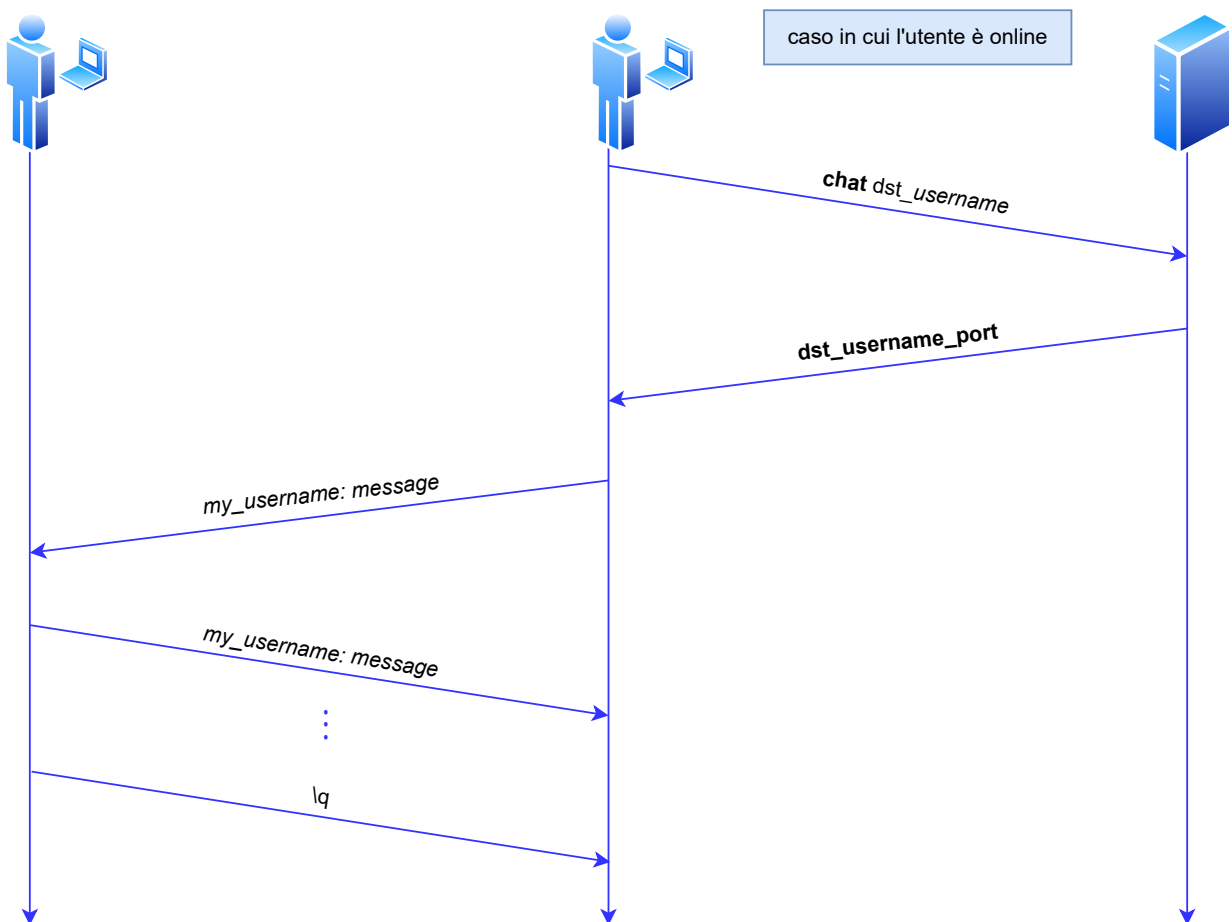 caso in cui l'utente è online
chat dst_username
dst_username_port
my_username: message
my_username: message
\q